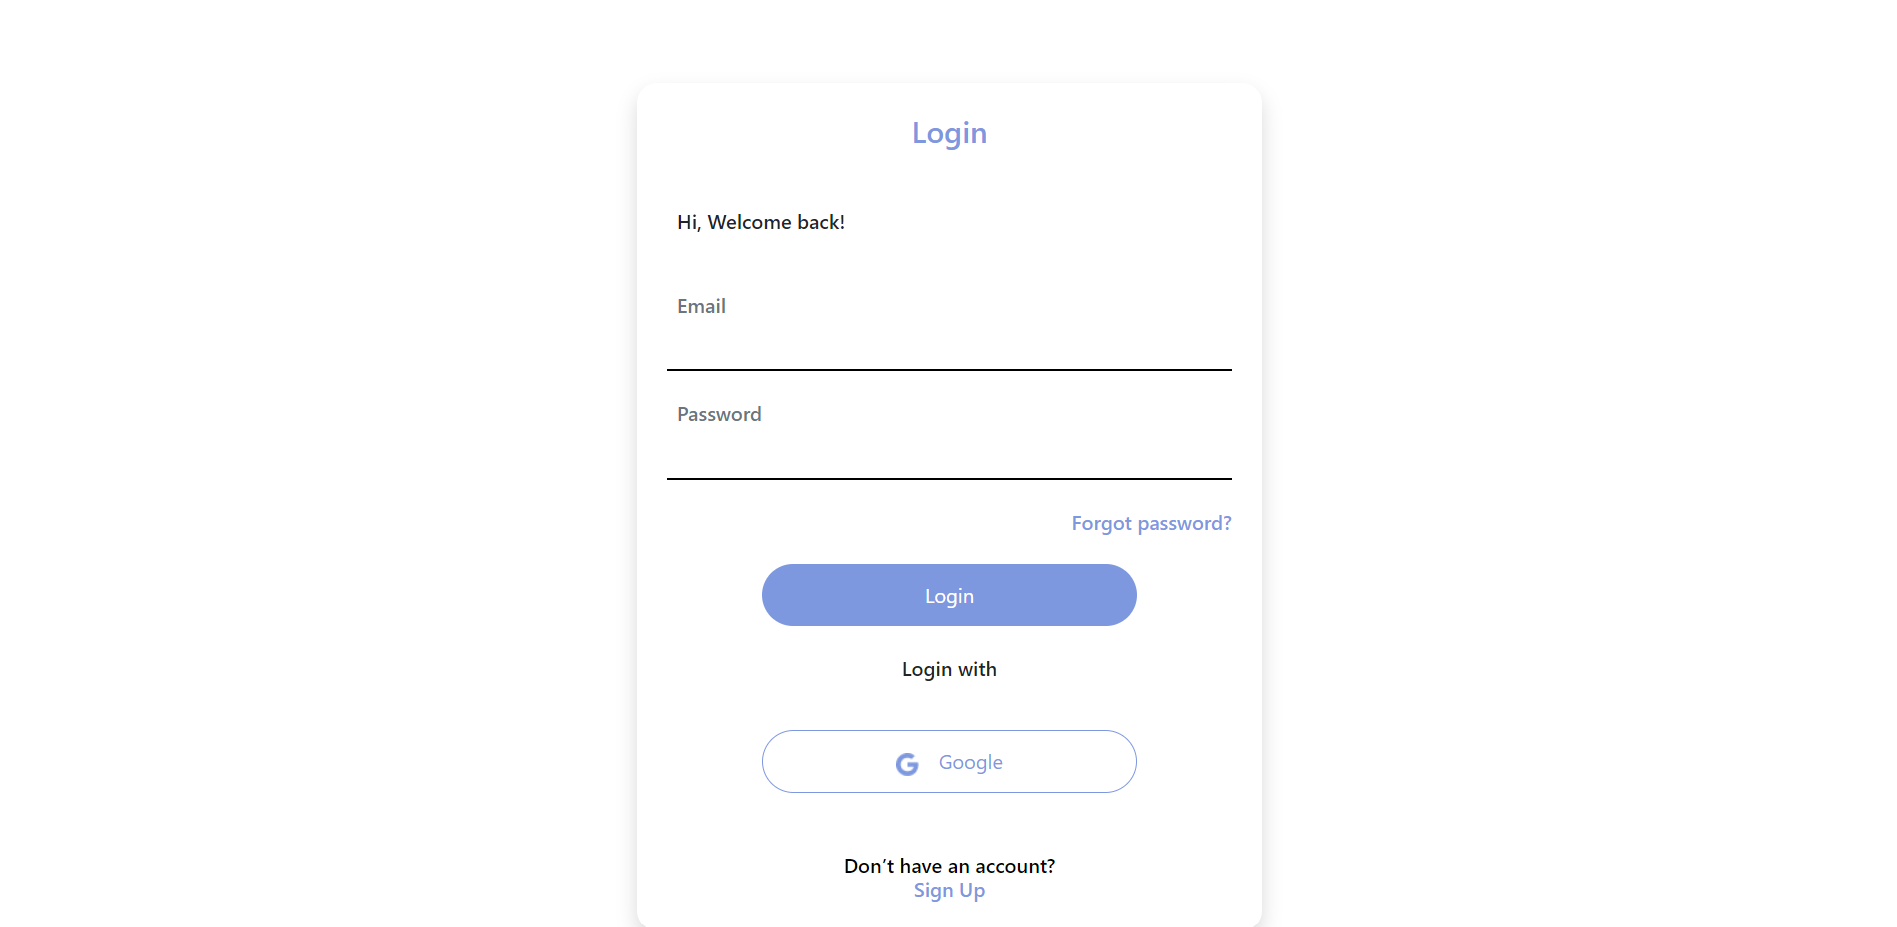 Login
Hi, Welcome back!
Email
Password
Forgot password?
Login
Login with
Google
Don’t have an account?
Sign Up